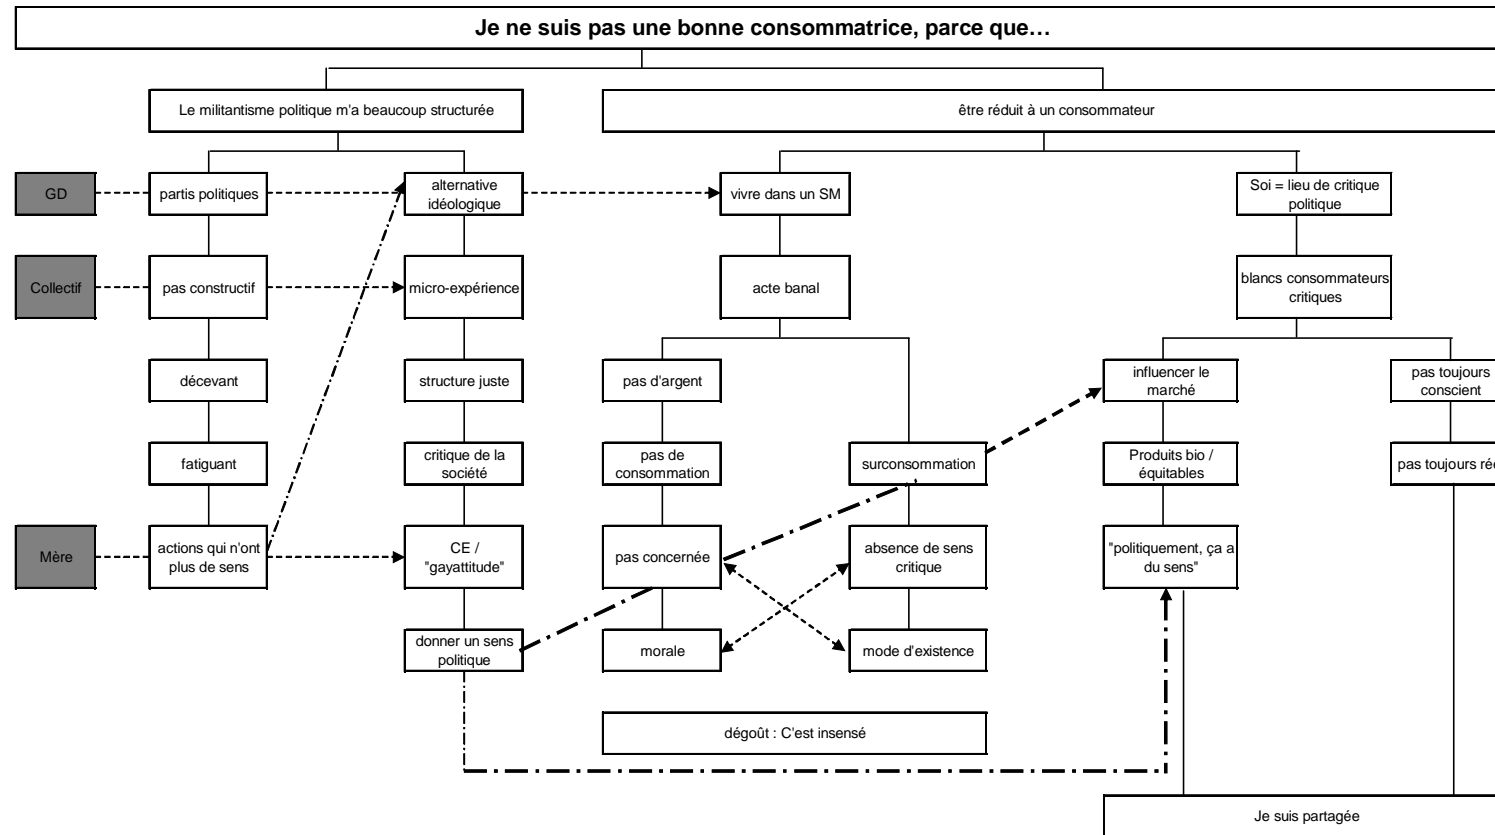 Je ne suis pas une bonne consommatrice, parce que…
Le militantisme politique m'a beaucoup structurée
être réduit à un consommateur
GD
partis politiques
alternative
idéologique
vivre dans un SM
Soi = lieu de critique
politique
Collectif
pas constructif
micro-expérience
acte banal
blancs consommateurs
critiques
décevant
structure juste
pas d'argent
influencer le
marché
pas toujours
conscient
fatiguant
critique de la
société
pas de
consommation
surconsommation
Produits bio /
équitables
pas toujours
Mère
actions qui n'ont
plus de sens
CE /
"gayattitude"
pas concernée
absence de sens
critique
"politiquement, ça a
du sens"
donner un sens
politique
morale
mode d'existence
dégoût : C'est insensé
Je suis partagée